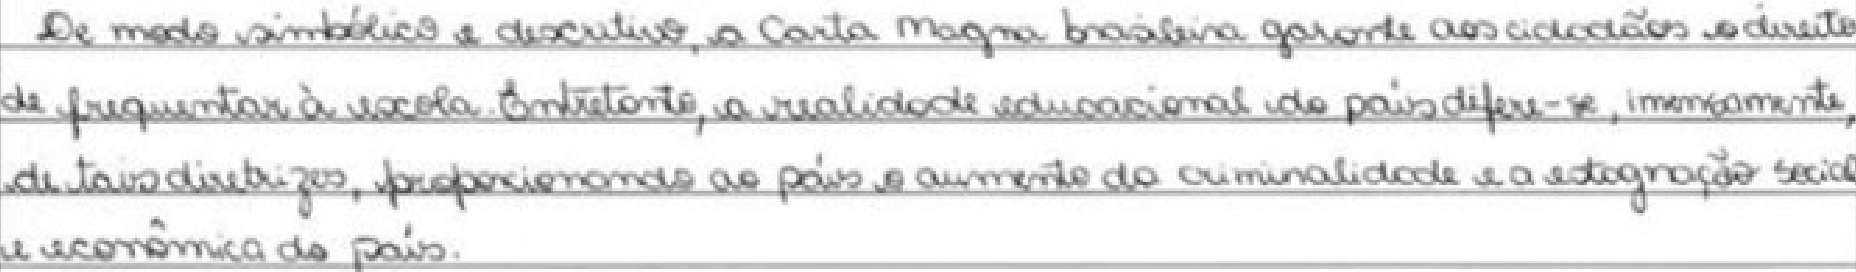 De modo simbólico e descritivo, a Carta Magna brasileira garante aos cidadãos o direito
de frequentar à escola. Entretanto, a realidade educacional do país difere-se, imensamente,
de tais diretrizes, proporcionando ao país o aumento da criminalidade e a estagnação social
e econômica do país.